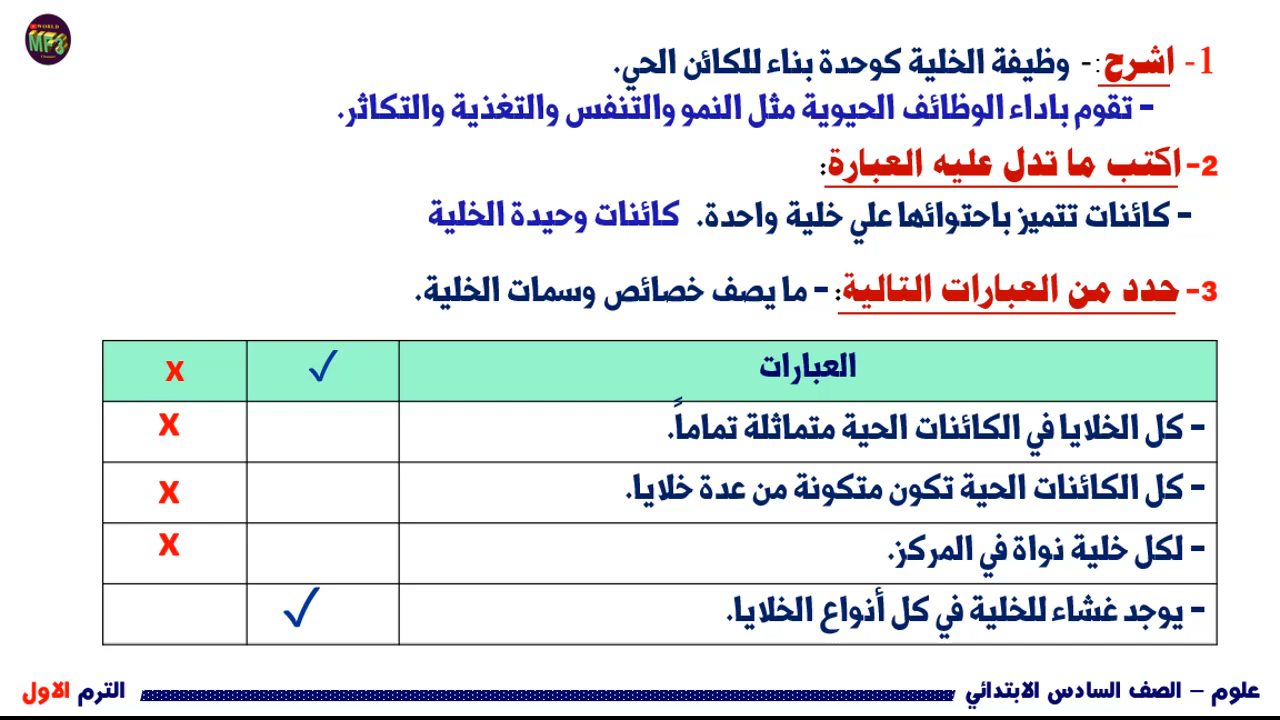 WORLD
MF3
1- اشرح:- وظيفة الخلية كوحدة بناء للكائن الحي.
- تقوم باداء الوظائف الحيوية مثل النمو والتنفس والتغذية والتكاثر.
2- اكتب ما تدل عليه العبارة:
- كائنات تتميز باحتوائها علي خلية واحدة. كائنات وحيدة الخلية
3- حدد من العبارات التالية: - ما يصف خصائص وسمات الخلية.
العبارات ✓ X
- كل الخلايا في الكائنات الحية متماثلة تماماً. X
- كل الكائنات الحية تكون متكونة من عدة خلايا. X
- لكل خلية نواة في المركز. X
- يوجد غشاء للخلية في كل أنواع الخلايا. ✓
علوم – الصف السادس الابتدائي الترم الاول